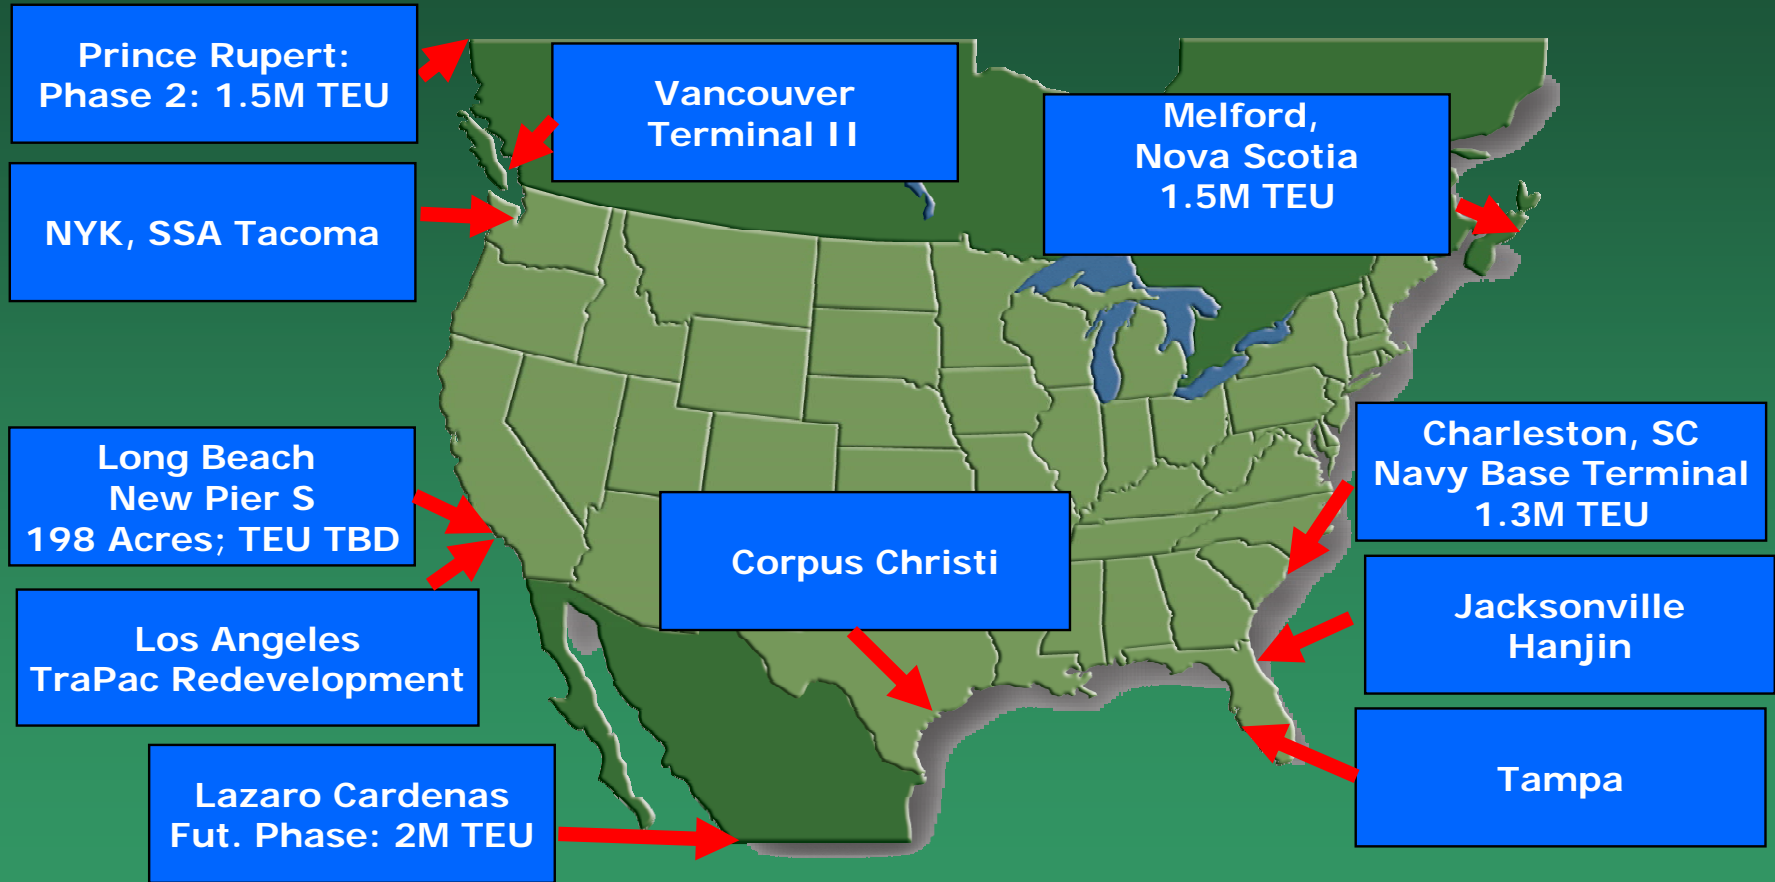 Prince Rupert:
Phase 2: 1.5M TEU
Vancouver
Terminal II
Melford,
Nova Scotia
1.5M TEU
NYK, SSA Tacoma
Long Beach
New Pier S
198 Acres; TEU TBD
Charleston, SC
Navy Base Terminal
1.3M TEU
Corpus Christi
Los Angeles
TraPac Redevelopment
Jacksonville
Hanjin
Lazaro Cardenas
Fut. Phase: 2M TEU
Tampa